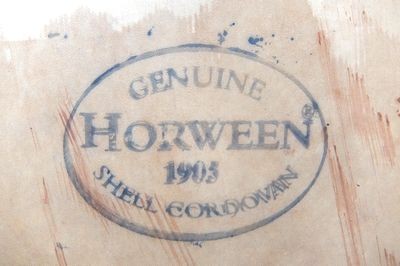 GENUINE
HORWEEN®
1905
SHELL CORDOVAN